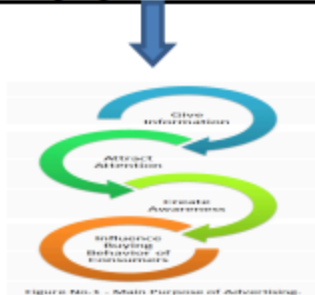 Give
Information
Attract
Attention
Create
Awareness
Influence
Buying
Behavior of
Consumers
Figure No.1 - Main Purpose of Advertising.